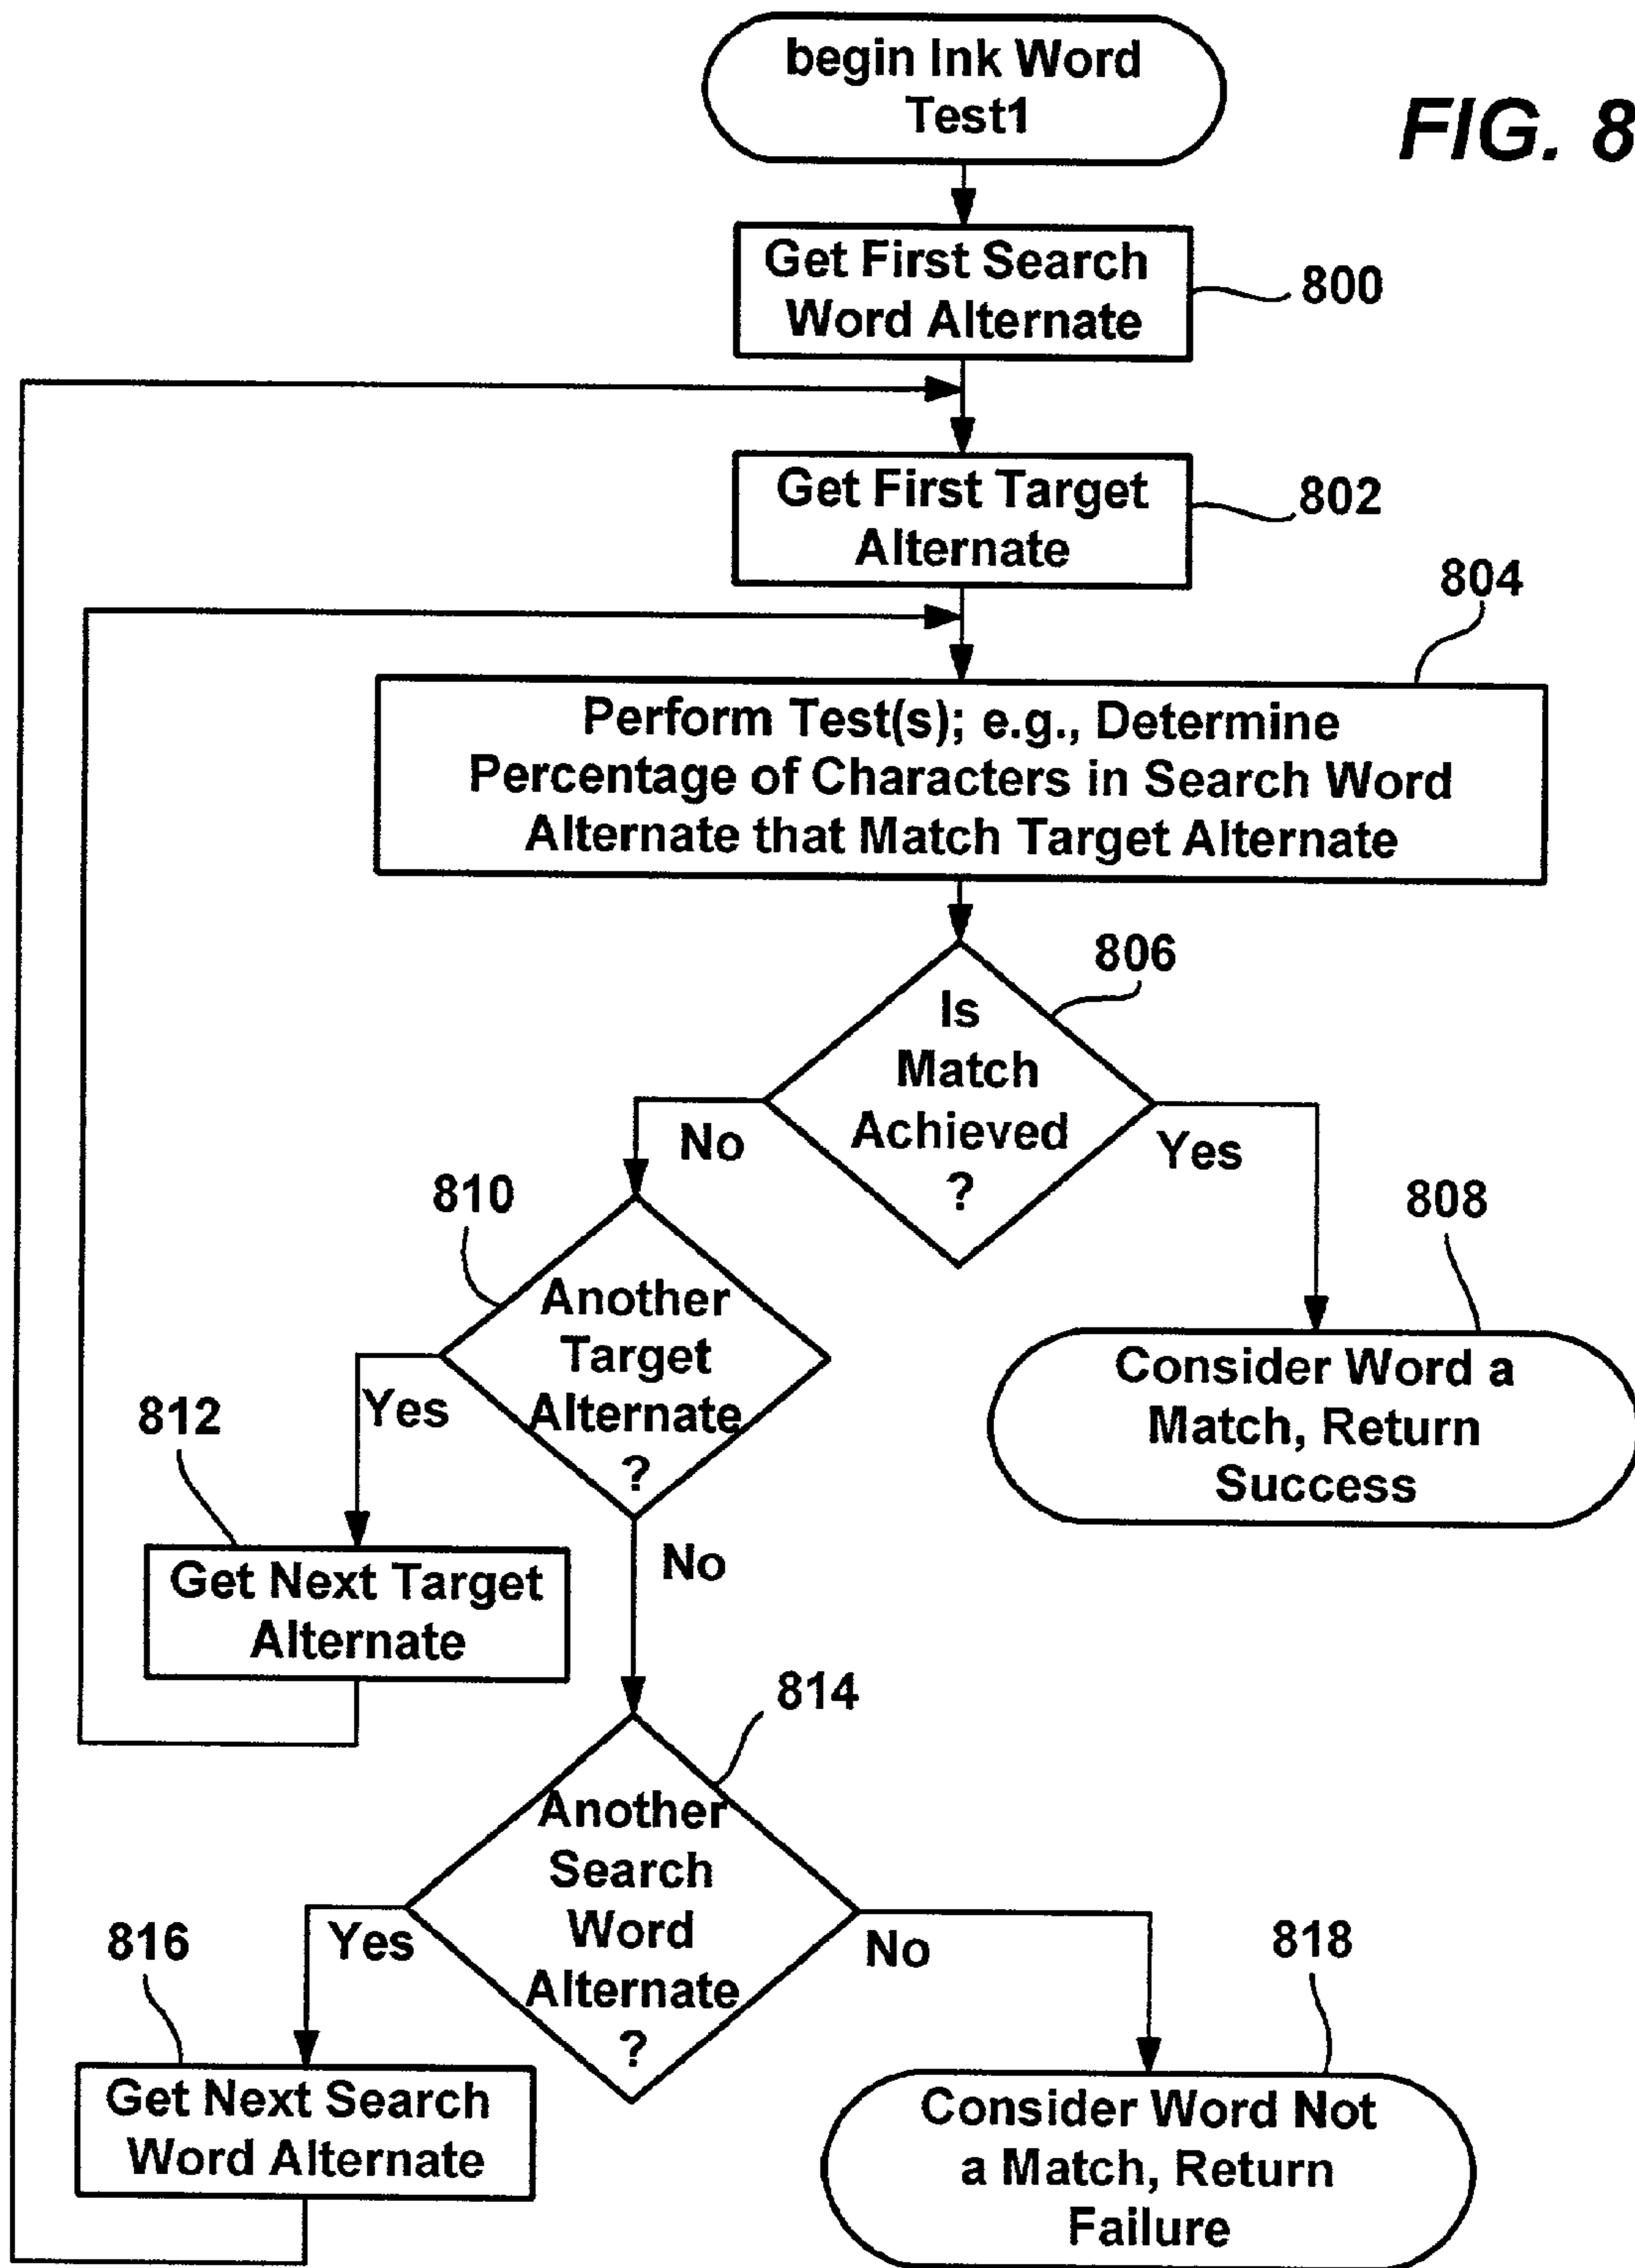 begin Ink Word
Test1
FIG. 8
Get First Search
Word Alternate
800
Get First Target
Alternate
802
804
Perform Test(s); e.g., Determine
Percentage of Characters in Search Word
Alternate that Match Target Alternate
806
Is
Match
Achieved
?
No
Yes
810
808
Another
Target
Alternate
?
Consider Word a
Match, Return
Success
Yes
812
No
Get Next Target
Alternate
814
Another
Search
Word
Alternate
?
Yes
No
816
818
Get Next Search
Word Alternate
Consider Word Not
a Match, Return
Failure